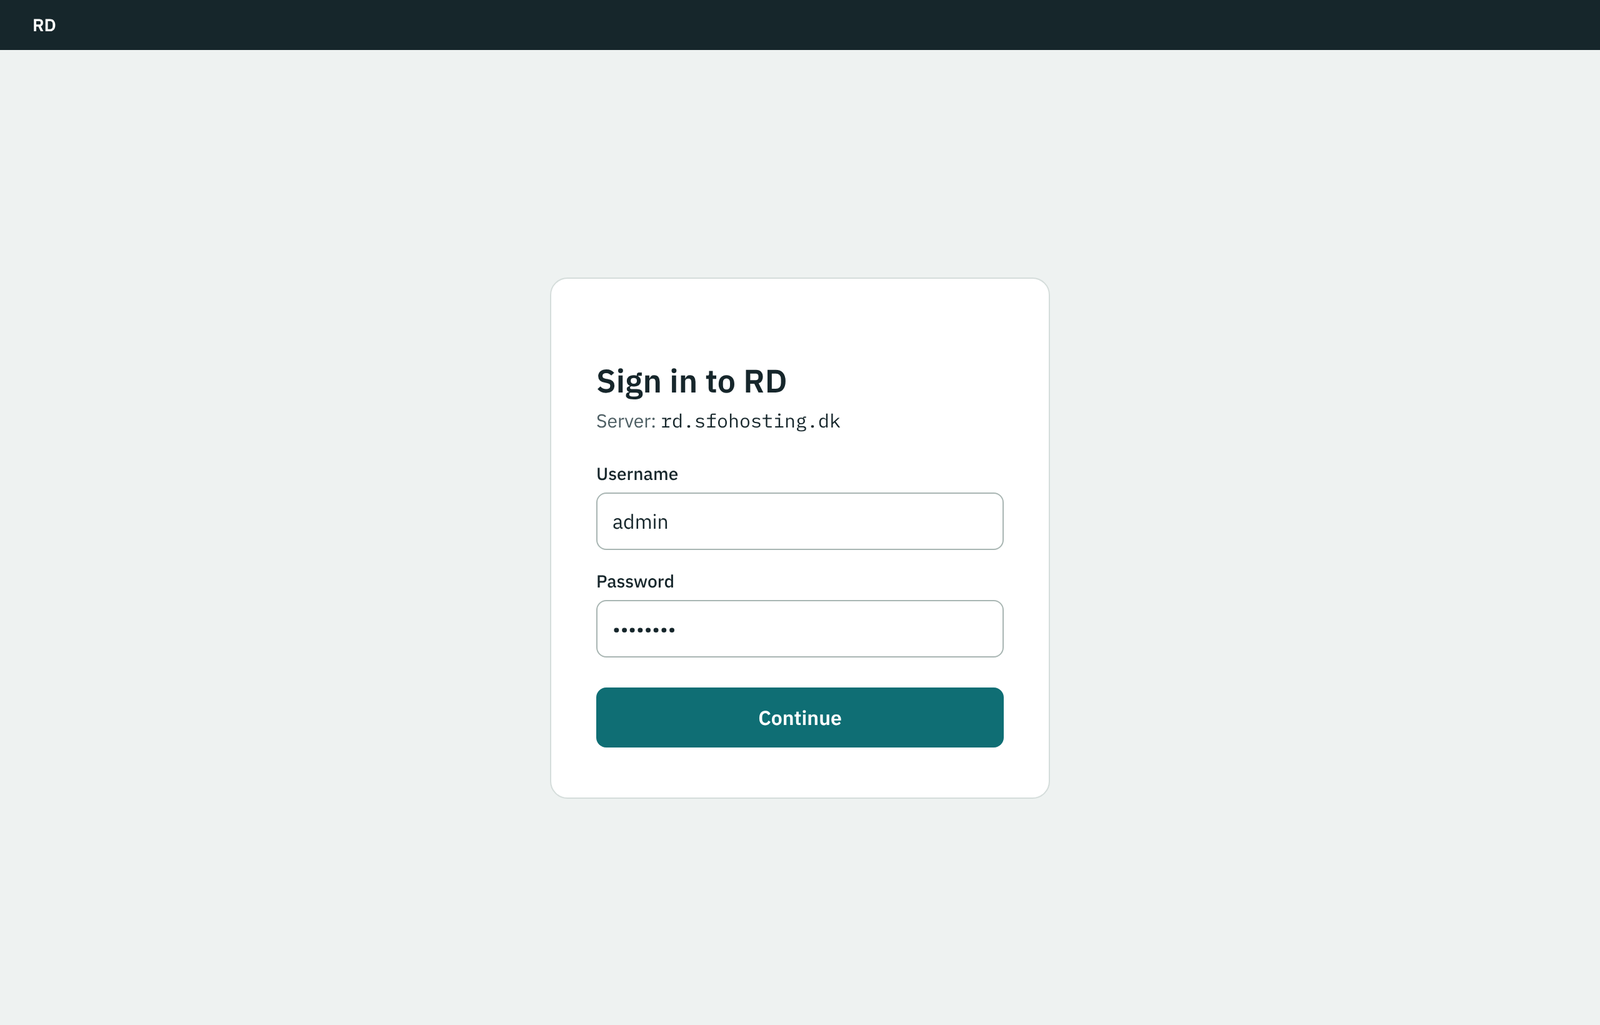 RD
Sign in to RD
Server: rd.sfohosting.dk
Username
admin
Password
••••••••
Continue